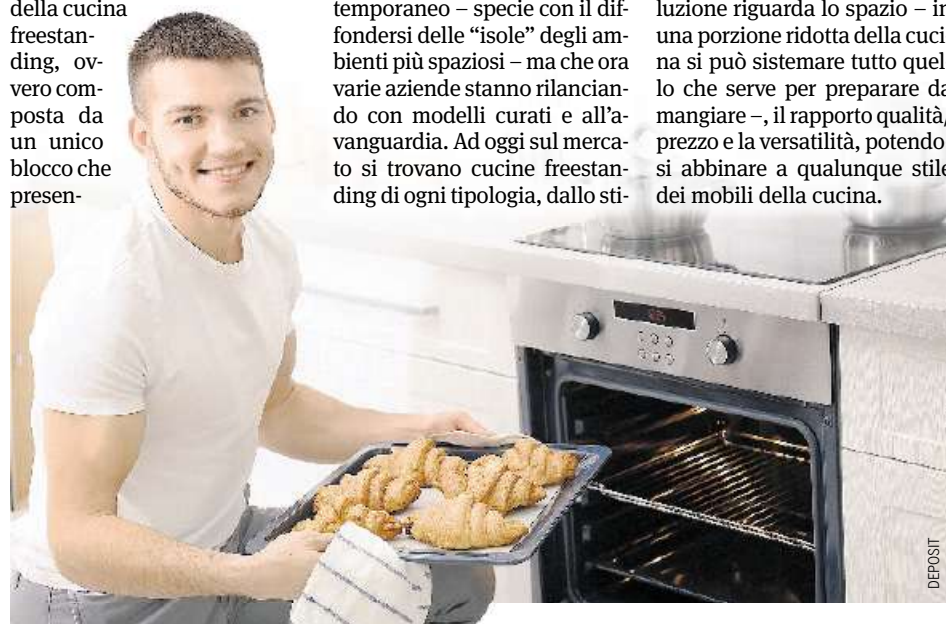 della cucina
freestan-
ding, ov-
vero com-
posta da
un unico
blocco che
presen-
temporaneo – specie con il dif-
fondersi delle “isole” degli am-
bienti più spaziosi – ma che ora
varie aziende stanno rilancian-
do con modelli curati e all’a-
vanguardia. Ad oggi sul merca-
to si trovano cucine freestan-
ding di ogni tipologia, dallo sti-
luzione riguarda lo spazio – in
una porzione ridotta della cuci
na si può sistemare tutto quel
lo che serve per preparare da
mangiare –, il rapporto qualità/
prezzo e la versatilità, potendo
si abbinare a qualunque stile
dei mobili della cucina.
DEPOSIT